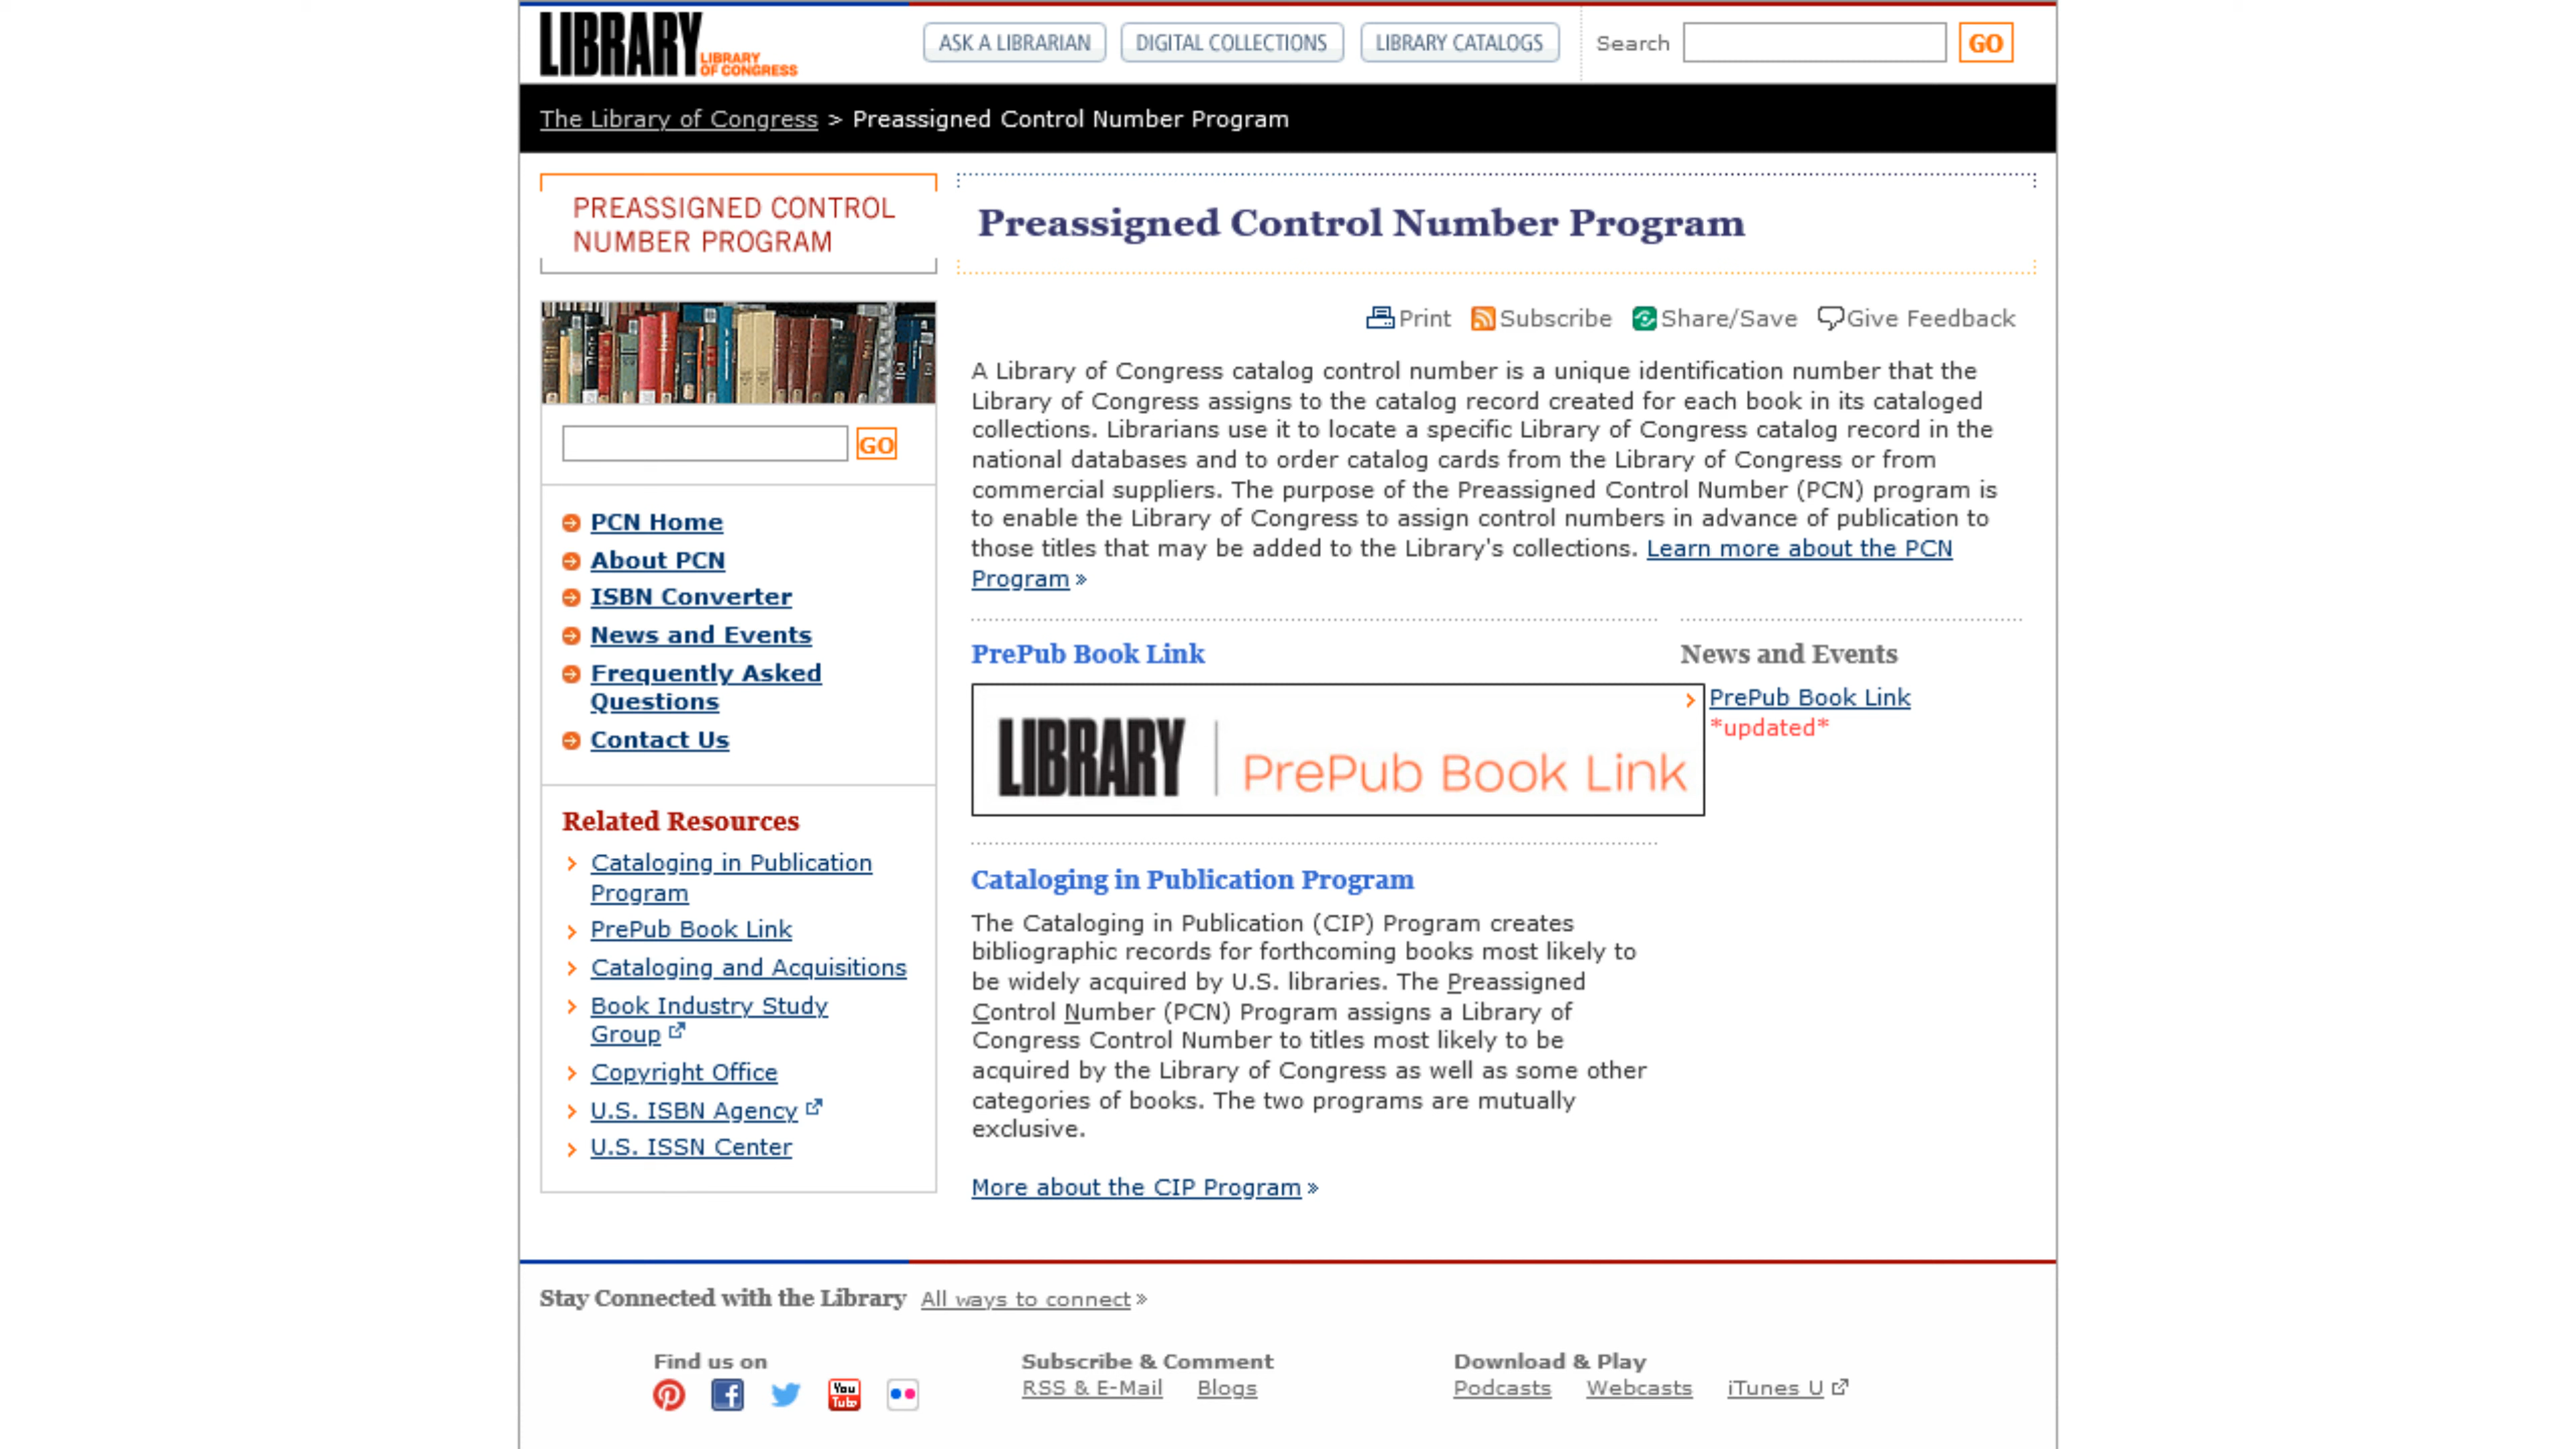 LIBRARY LIBRARY
OF CONGRESS
ASK A LIBRARIAN
DIGITAL COLLECTIONS
LIBRARY CATALOGS
Search
GO
The Library of Congress > Preassigned Control Number Program
PREASSIGNED CONTROL
NUMBER PROGRAM
GO
PCN Home
About PCN
ISBN Converter
News and Events
Frequently Asked
Questions
Contact Us
Related Resources
Cataloging in Publication
Program
PrePub Book Link
Cataloging and Acquisitions
Book Industry Study
Group
Copyright Office
U.S. ISBN Agency
U.S. ISSN Center
Preassigned Control Number Program
Print Subscribe Share/Save Give Feedback
A Library of Congress catalog control number is a unique identification number that the
Library of Congress assigns to the catalog record created for each book in its cataloged
collections. Librarians use it to locate a specific Library of Congress catalog record in the
national databases and to order catalog cards from the Library of Congress or from
commercial suppliers. The purpose of the Preassigned Control Number (PCN) program is
to enable the Library of Congress to assign control numbers in advance of publication to
those titles that may be added to the Library's collections. Learn more about the PCN
Program »
PrePub Book Link
LIBRARY | PrePub Book Link
News and Events
PrePub Book Link
*updated*
Cataloging in Publication Program
The Cataloging in Publication (CIP) Program creates
bibliographic records for forthcoming books most likely to
be widely acquired by U.S. libraries. The Preassigned
Control Number (PCN) Program assigns a Library of
Congress Control Number to titles most likely to be
acquired by the Library of Congress as well as some other
categories of books. The two programs are mutually
exclusive.
More about the CIP Program »
Stay Connected with the Library All ways to connect »
Find us on
You
Tube
Subscribe & Comment
RSS & E-Mail Blogs
Download & Play
Podcasts Webcasts iTunes U